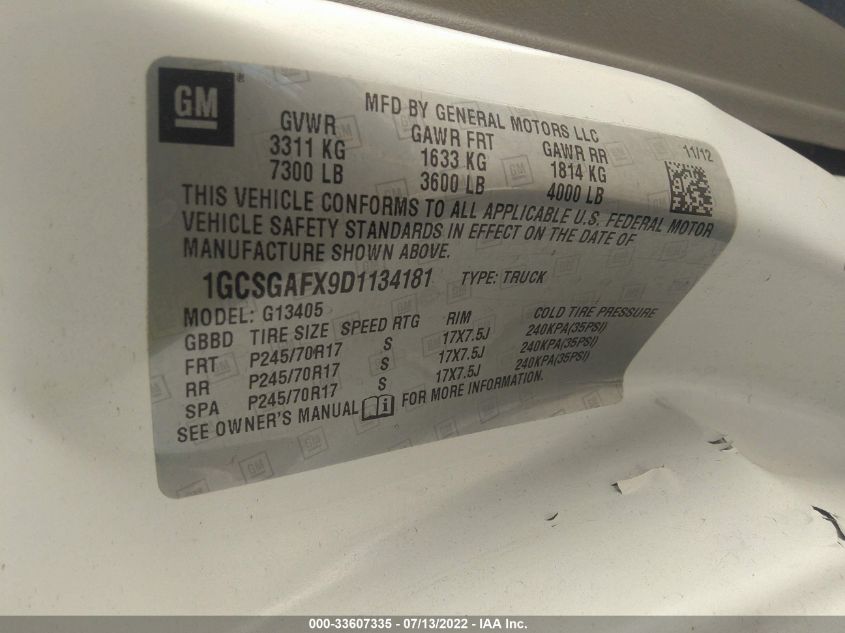 GM
MFD BY GENERAL MOTORS LLC
11/12
GVWR GAWR FRT GAWR RR
3311 KG 1633 KG 1814 KG
7300 LB 3600 LB 4000 LB
THIS VEHICLE CONFORMS TO ALL APPLICABLE U.S. FEDERAL MOTOR
VEHICLE SAFETY STANDARDS IN EFFECT ON THE DATE OF
MANUFACTURE SHOWN ABOVE.
1GCSGAFX9D1134181 TYPE: TRUCK
MODEL: G13405
GBBD TIRE SIZE SPEED RTG RIM COLD TIRE PRESSURE
FRT P245/70R17 S 17X7.5J 240KPA(35PSI)
RR P245/70R17 S 17X7.5J 240KPA(35PSI)
SPA P245/70R17 S 17X7.5J 240KPA(35PSI)
SEE OWNER'S MANUAL i FOR MORE INFORMATION.
000-33607335 - 07/13/2022 - IAA Inc.